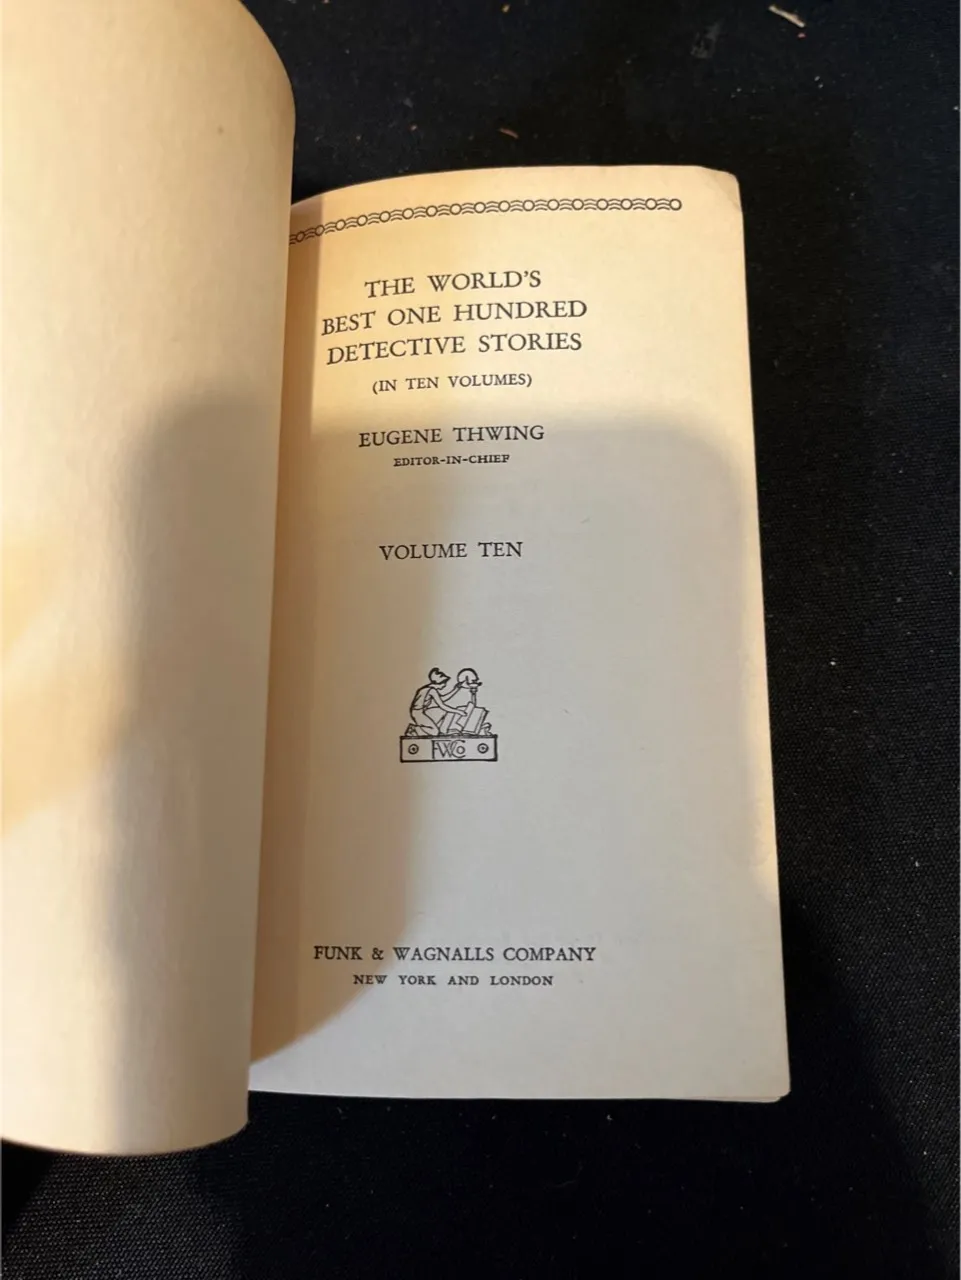 THE WORLD'S
BEST ONE HUNDRED
DETECTIVE STORIES
(IN TEN VOLUMES)
EUGENE THWING
EDITOR-IN-CHIEF
VOLUME TEN
FWCo
FUNK & WAGNALLS COMPANY
NEW YORK AND LONDON